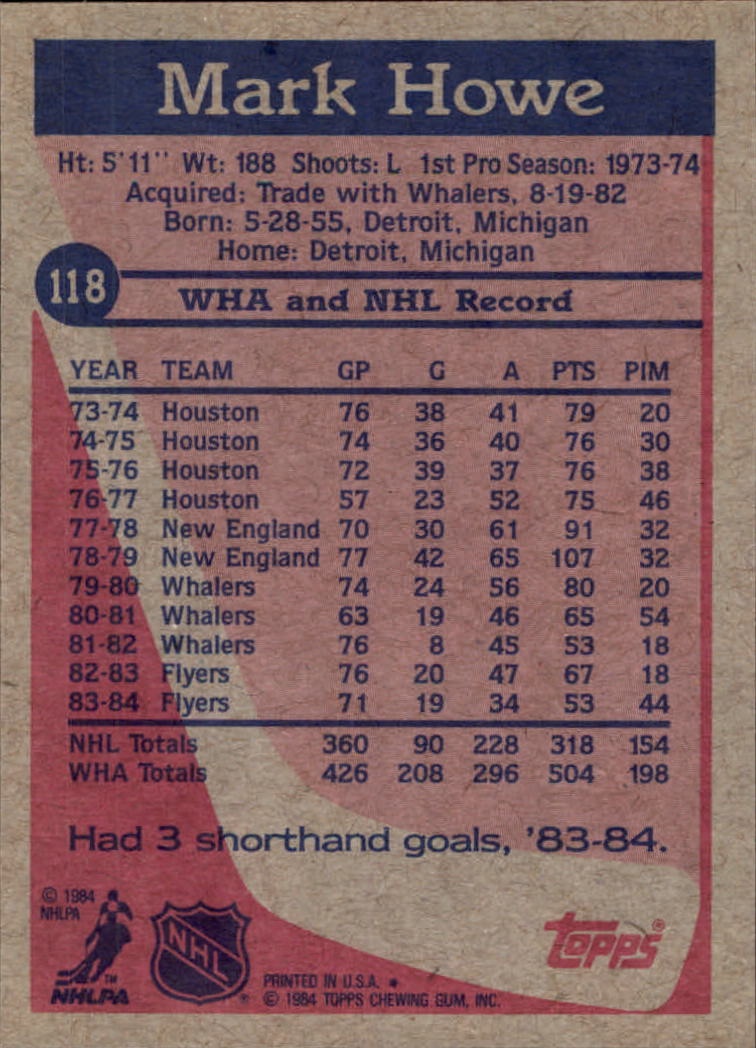 Mark Howe
Ht: 5'11" Wt: 188 Shoots: L 1st Pro Season: 1973-74
Acquired: Trade with Whalers, 8-19-82
Born: 5-28-55, Detroit, Michigan
Home: Detroit, Michigan
118
WHA and NHL Record
YEAR TEAM GP G A PTS PIM
73-74 Houston 76 38 41 79 20
74-75 Houston 74 36 40 76 30
75-76 Houston 72 39 37 76 38
76-77 Houston 57 23 52 75 46
77-78 New England 70 30 61 91 32
78-79 New England 77 42 65 107 32
79-80 Whalers 74 24 56 80 20
80-81 Whalers 63 19 46 65 54
81-82 Whalers 76 8 45 53 18
82-83 Flyers 76 20 47 67 18
83-84 Flyers 71 19 34 53 44
NHL Totals 360 90 228 318 154
WHA Totals 426 208 296 504 198
Had 3 shorthand goals, '83-84.
© 1984
NHLPA
NHL
®
TM
NHLPA
TOPPS®
PRINTED IN U.S.A. *
© 1984 TOPPS CHEWING GUM, INC.